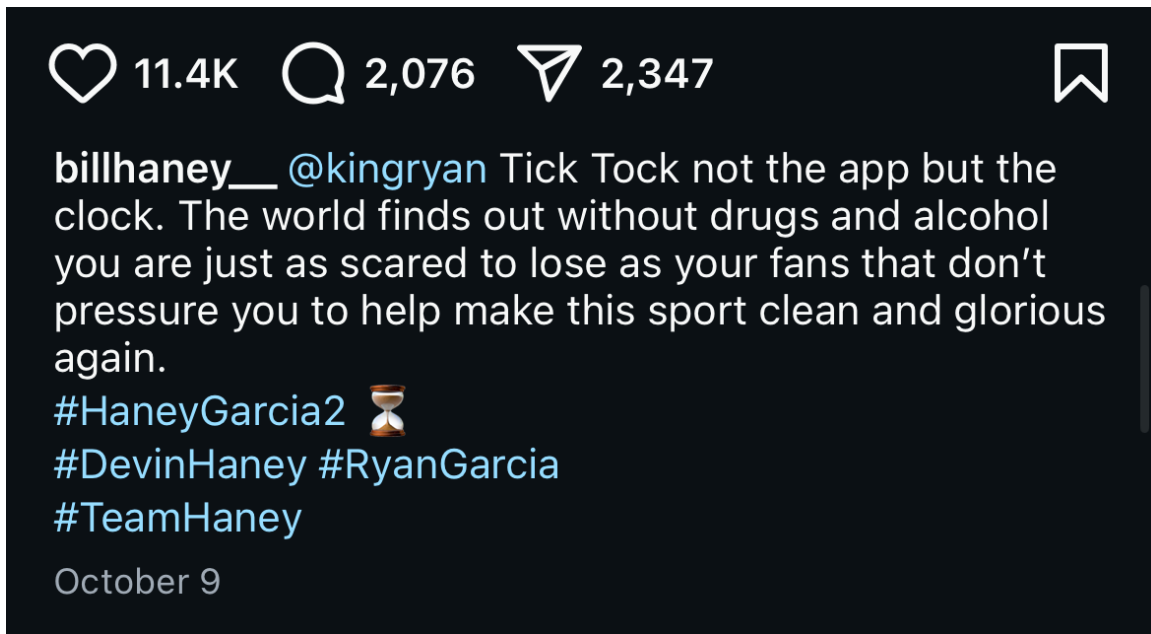 11.4K 2,076 2,347
billhaney__ @kingryan Tick Tock not the app but the
clock. The world finds out without drugs and alcohol
you are just as scared to lose as your fans that don’t
pressure you to help make this sport clean and glorious
again.
#HaneyGarcia2 ⏳
#DevinHaney #RyanGarcia
#TeamHaney
October 9